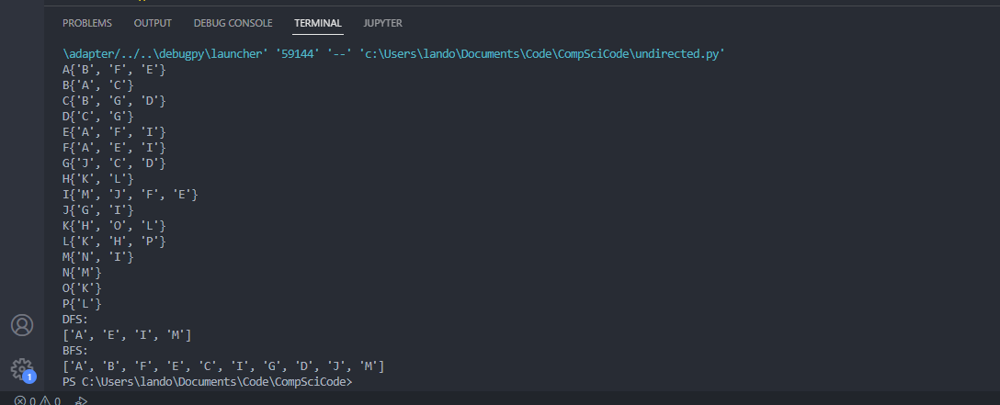 PROBLEMS OUTPUT DEBUG CONSOLE TERMINAL JUPYTER
\adapter/../..\debugpy\launcher' '59144' '--' 'c:\Users\lando\Documents\Code\CompSciCode\undirected.py'
A{'B', 'F', 'E'}
B{'A', 'C'}
C{'B', 'G', 'D'}
D{'C', 'G'}
E{'A', 'F', 'I'}
F{'A', 'E', 'I'}
G{'J', 'C', 'D'}
H{'K', 'L'}
I{'M', 'J', 'F', 'E'}
J{'G', 'I'}
K{'H', 'O', 'L'}
L{'K', 'H', 'P'}
M{'N', 'I'}
N{'M'}
O{'K'}
P{'L'}
DFS:
['A', 'E', 'I', 'M']
BFS:
['A', 'B', 'F', 'E', 'C', 'I', 'G', 'D', 'J', 'M']
PS C:\Users\lando\Documents\Code\CompSciCode>
1
0 0